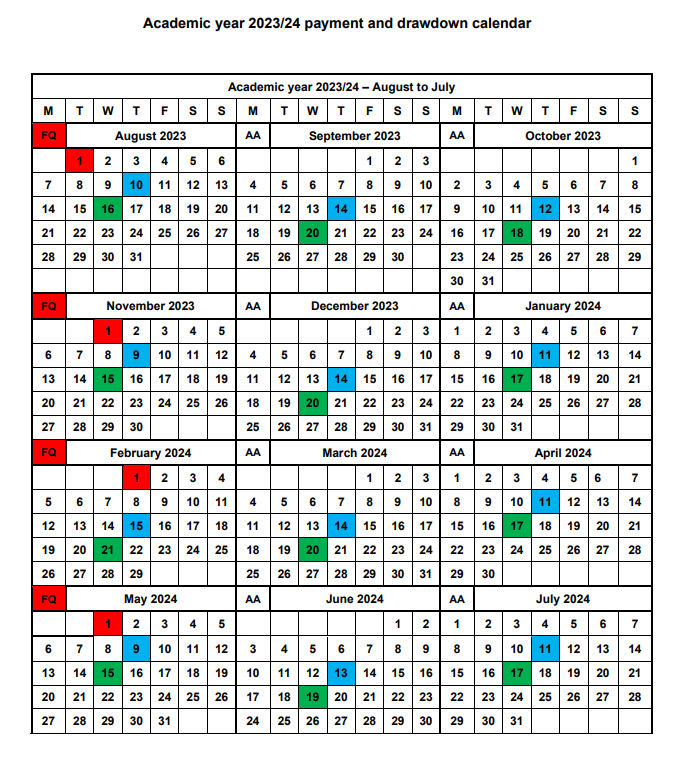 Academic year 2023/24 payment and drawdown calendar
Academic year 2023/24 – August to July
M T W T F S S M T W T F S S M T W T F S S
FQ August 2023 AA September 2023 AA October 2023
1 2 3 4 5 6 1 2 3 1
7 8 9 10 11 12 13 4 5 6 7 8 9 10 2 3 4 5 6 7 8
14 15 16 17 18 19 20 11 12 13 14 15 16 17 9 10 11 12 13 14 15
21 22 23 24 25 26 27 18 19 20 21 22 23 24 16 17 18 19 20 21 22
28 29 30 31 25 26 27 28 29 30 23 24 25 26 27 28 29
30 31
FQ November 2023 AA December 2023 AA January 2024
1 2 3 4 5 1 2 3 1 2 3 4 5 6 7
6 7 8 9 10 11 12 4 5 6 7 8 9 10 8 9 10 11 12 13 14
13 14 15 16 17 18 19 11 12 13 14 15 16 17 15 16 17 18 19 20 21
20 21 22 23 24 25 26 18 19 20 21 22 23 24 22 23 24 25 26 27 28
27 28 29 30 25 26 27 28 29 30 31 29 30 31
FQ February 2024 AA March 2024 AA April 2024
1 2 3 4 1 2 3 1 2 3 4 5 6 7
5 6 7 8 9 10 11 4 5 6 7 8 9 10 8 9 10 11 12 13 14
12 13 14 15 16 17 18 11 12 13 14 15 16 17 15 16 17 18 19 20 21
19 20 21 22 23 24 25 18 19 20 21 22 23 24 22 23 24 25 26 27 28
26 27 28 29 25 26 27 28 29 30 31 29 30
FQ May 2024 AA June 2024 AA July 2024
1 2 3 4 5 1 2 1 2 3 4 5 6 7
6 7 8 9 10 11 12 3 4 5 6 7 8 9 8 9 10 11 12 13 14
13 14 15 16 17 18 19 10 11 12 13 14 15 16 15 16 17 18 19 20 21
20 21 22 23 24 25 26 17 18 19 20 21 22 23 22 23 24 25 26 27 28
27 28 29 30 31 24 25 26 27 28 29 30 29 30 31